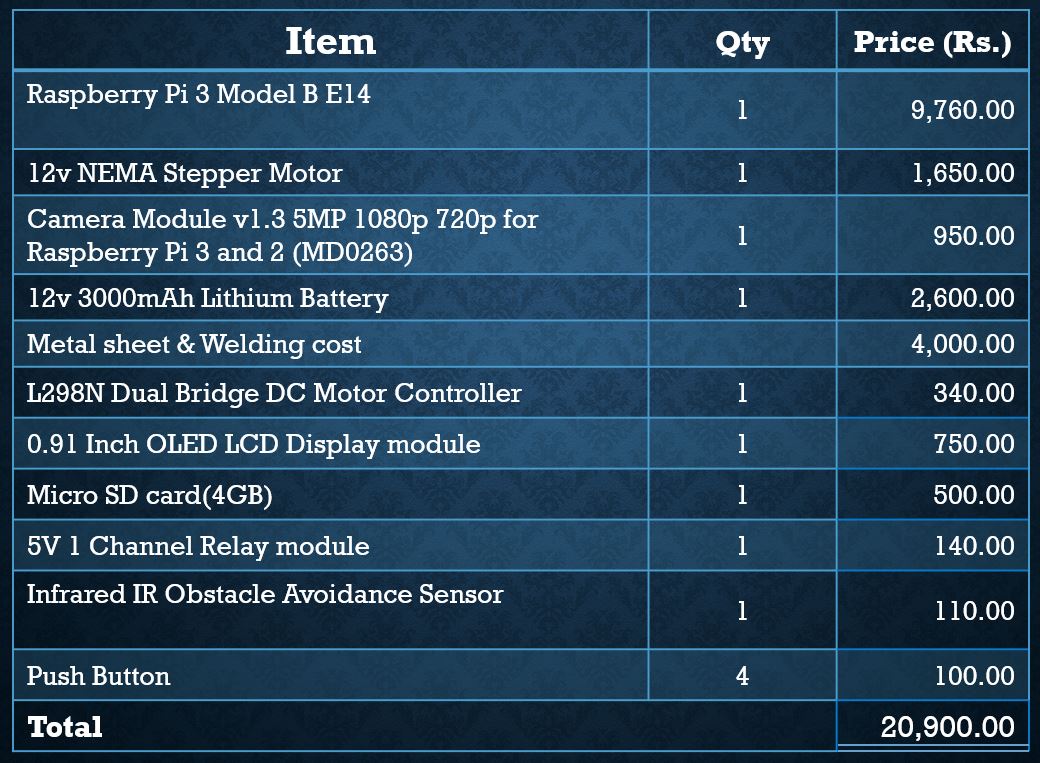 Item Qty Price (Rs.)
Raspberry Pi 3 Model B E14 1 9,760.00
12v NEMA Stepper Motor 1 1,650.00
Camera Module v1.3 5MP 1080p 720p for
Raspberry Pi 3 and 2 (MD0263) 1 950.00
12v 3000mAh Lithium Battery 1 2,600.00
Metal sheet & Welding cost 4,000.00
L298N Dual Bridge DC Motor Controller 1 340.00
0.91 Inch OLED LCD Display module 1 750.00
Micro SD card(4GB) 1 500.00
5V 1 Channel Relay module 1 140.00
Infrared IR Obstacle Avoidance Sensor 1 110.00
Push Button 4 100.00
Total 20,900.00